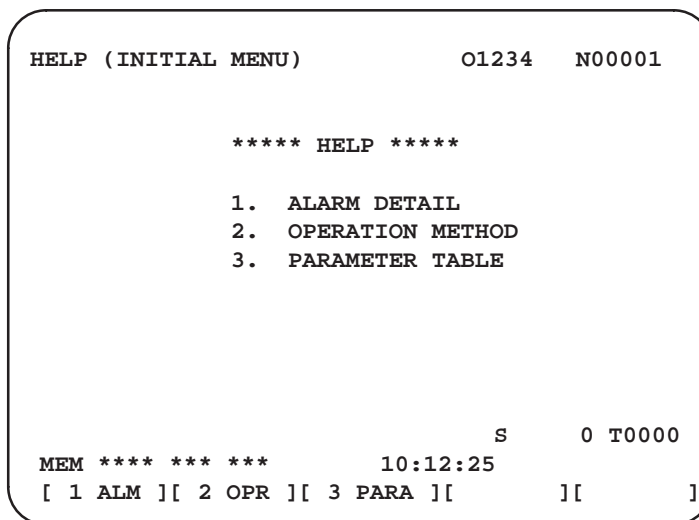 HELP (INITIAL MENU) O1234 N00001
***** HELP *****
1. ALARM DETAIL
2. OPERATION METHOD
3. PARAMETER TABLE
S 0 T0000
MEM **** *** *** 10:12:25
[ 1 ALM ][ 2 OPR ][ 3 PARA ][ ][ ]